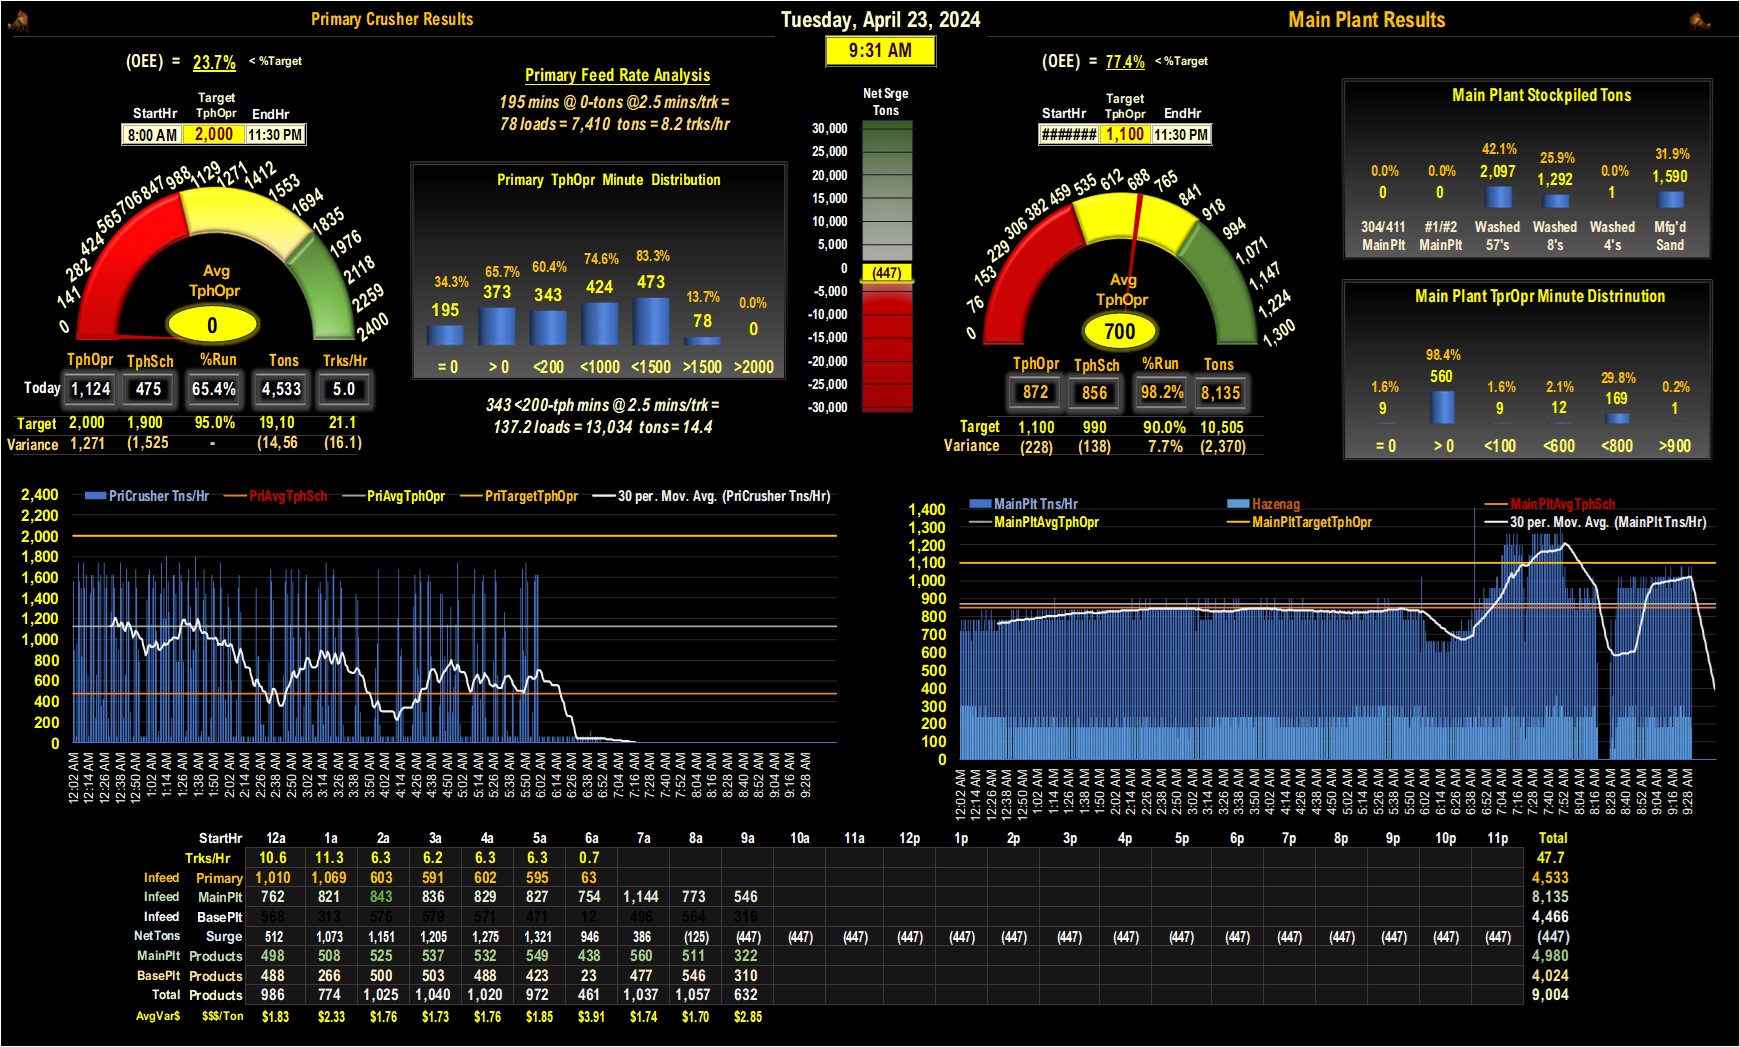 Primary Crusher Results
Tuesday, April 23, 2024
Main Plant Results
9:31 AM
(OEE) = 23.7% < %Target
StartHr Target TphOpr EndHr
8:00 AM 2,000 11:30 PM
0 141 282 424 565 706 847 988 1129 1271 1412 1553 1694 1835 1976 2118 2259 2400
Avg
TphOpr
0
TphOpr TphSch %Run Tons Trks/Hr
Today 1,124 475 65.4% 4,533 5.0
Target 2,000 1,900 95.0% 19,10 21.1
Variance 1,271 (1,525 - (14,56 (16.1)
Primary Feed Rate Analysis
195 mins @ 0-tons @2.5 mins/trk =
78 loads = 7,410 tons = 8.2 trks/hr
Primary TphOpr Minute Distribution
34.3% 65.7% 60.4% 74.6% 83.3% 13.7% 0.0%
195 373 343 424 473 78 0
= 0 > 0 <200 <1000 <1500 >1500 >2000
343 <200-tph mins @ 2.5 mins/trk =
137.2 loads = 13,034 tons = 14.4
Net Srge
Tons
30,000
25,000
20,000
15,000
10,000
5,000
0
(447)
-5,000
-10,000
-15,000
-20,000
-25,000
-30,000
(OEE) = 77.4% < %Target
StartHr Target TphOpr EndHr
####### 1,100 11:30 PM
0 76 153 229 306 382 459 535 612 688 765 841 918 994 1,071 1,147 1,224 1,300
Avg
TphOpr
700
TphOpr TphSch %Run Tons
872 856 98.2% 8,135
Target 1,100 990 90.0% 10,505
Variance (228) (138) 7.7% (2,370)
Main Plant Stockpiled Tons
0.0% 0.0% 42.1% 25.9% 0.0% 31.9%
0 0 2,097 1,292 1 1,590
304/411 #1/#2 Washed Washed Washed Mfg'd
MainPlt MainPlt 57's 8's 4's Sand
Main Plant TprOpr Minute Distrinution
1.6% 98.4% 1.6% 2.1% 29.8% 0.2%
9 560 9 12 169 1
= 0 > 0 <100 <600 <800 >900
PriCrusher Tns/Hr PriAvgTphSch PriAvgTphOpr PriTargetTphOpr 30 per. Mov. Avg. (PriCrusher Tns/Hr)
2,400
2,200
2,000
1,800
1,600
1,400
1,200
1,000
800
600
400
200
0
12:02 AM 12:14 AM 12:26 AM 12:38 AM 12:50 AM 1:02 AM 1:14 AM 1:26 AM 1:38 AM 1:50 AM 2:02 AM 2:14 AM 2:26 AM 2:38 AM 2:50 AM 3:02 AM 3:14 AM 3:26 AM 3:38 AM 3:50 AM 4:02 AM 4:14 AM 4:26 AM 4:38 AM 4:50 AM 5:02 AM 5:14 AM 5:26 AM 5:38 AM 5:50 AM 6:02 AM 6:14 AM 6:26 AM 6:38 AM 6:50 AM 7:04 AM 7:16 AM 7:28 AM 7:40 AM 7:52 AM 8:04 AM 8:16 AM 8:28 AM 8:40 AM 8:52 AM 9:04 AM 9:16 AM 9:28 AM
MainPlt Tns/Hr Hazenag MainPltAvgTphSch
MainPltAvgTphOpr MainPltTargetTphOpr 30 per. Mov. Avg. (MainPlt Tns/Hr)
1,400
1,300
1,200
1,100
1,000
900
800
700
600
500
400
300
200
100
0
12:02 AM 12:14 AM 12:26 AM 12:38 AM 12:50 AM 1:02 AM 1:14 AM 1:26 AM 1:38 AM 1:50 AM 2:02 AM 2:14 AM 2:26 AM 2:38 AM 2:50 AM 3:02 AM 3:14 AM 3:26 AM 3:38 AM 3:50 AM 4:02 AM 4:14 AM 4:26 AM 4:38 AM 4:50 AM 5:02 AM 5:14 AM 5:26 AM 5:38 AM 5:50 AM 6:02 AM 6:14 AM 6:26 AM 6:38 AM 6:52 AM 7:04 AM 7:16 AM 7:28 AM 7:40 AM 7:52 AM 8:04 AM 8:16 AM 8:28 AM 8:40 AM 8:52 AM 9:04 AM 9:16 AM 9:28 AM
StartHr 12a 1a 2a 3a 4a 5a 6a 7a 8a 9a 10a 11a 12p 1p 2p 3p 4p 5p 6p 7p 8p 9p 10p 11p Total
Trks/Hr 10.6 11.3 6.3 6.2 6.3 6.3 0.7 47.7
Infeed Primary 1,010 1,069 603 591 602 595 63 4,533
Infeed MainPlt 762 821 843 836 829 827 754 1,144 773 546 8,135
Infeed BasePlt 568 313 576 579 571 471 12 496 564 316 4,466
NetTons Surge 512 1,073 1,151 1,205 1,275 1,321 946 386 (125) (447) (447) (447) (447) (447) (447) (447) (447) (447) (447) (447) (447) (447) (447) (447) (447)
MainPlt Products 498 508 525 537 532 549 438 560 511 322 4,980
BasePlt Products 488 266 500 503 488 423 23 477 546 310 4,024
Total Products 986 774 1,025 1,040 1,020 972 461 1,037 1,057 632 9,004
AvgVar$ $$$/Ton $1.83 $2.33 $1.76 $1.73 $1.76 $1.85 $3.91 $1.74 $1.70 $2.85